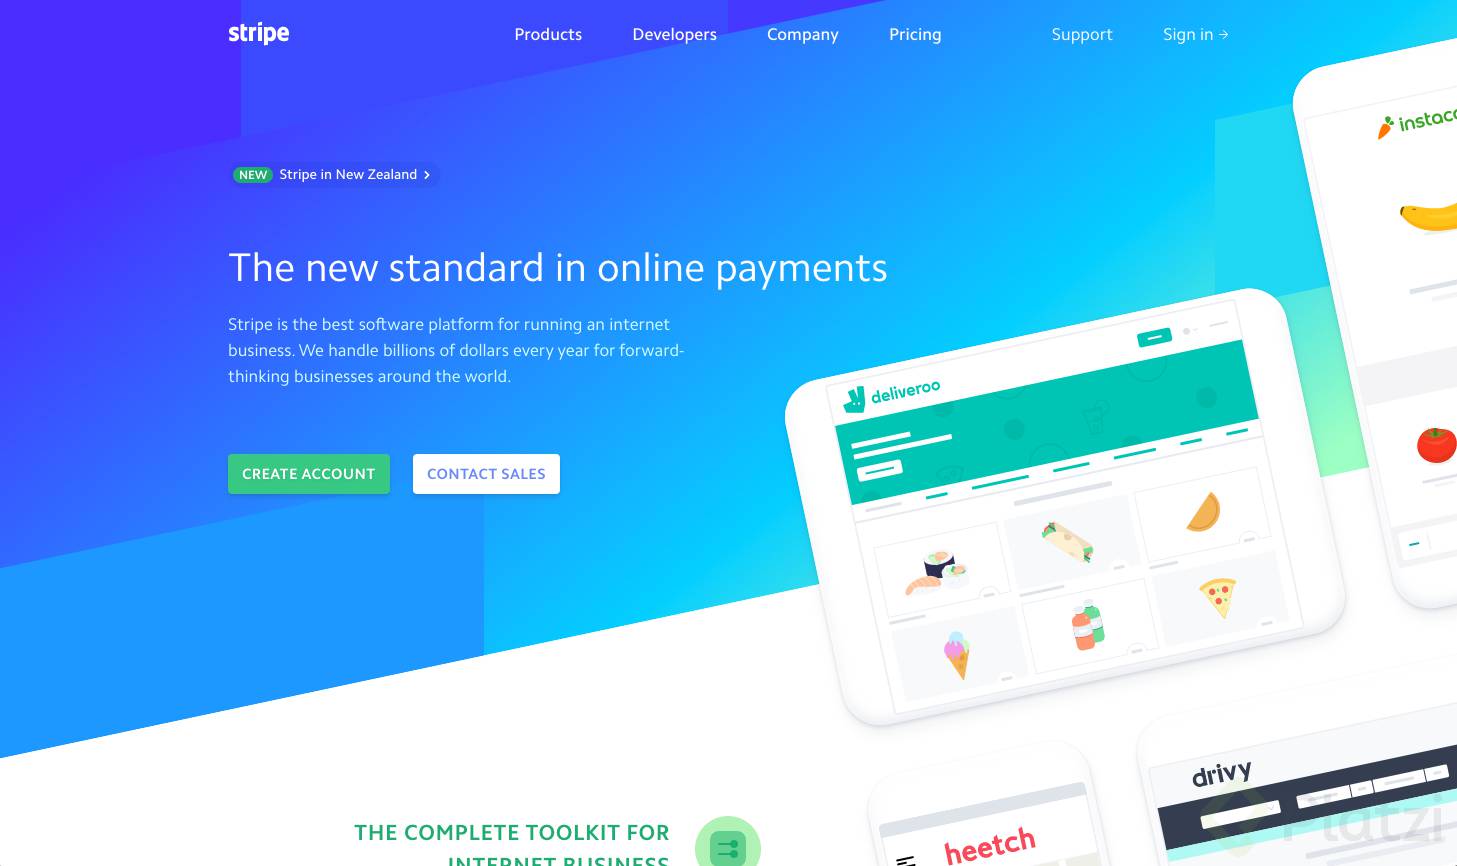 stripe
Products Developers Company Pricing Support Sign in →
NEW Stripe in New Zealand >
The new standard in online payments
Stripe is the best software platform for running an internet
business. We handle billions of dollars every year for forward-
thinking businesses around the world.
CREATE ACCOUNT CONTACT SALES
deliveroo
drivy
heetch
THE COMPLETE TOOLKIT FOR
INTERNET BUSINESS
Platzi